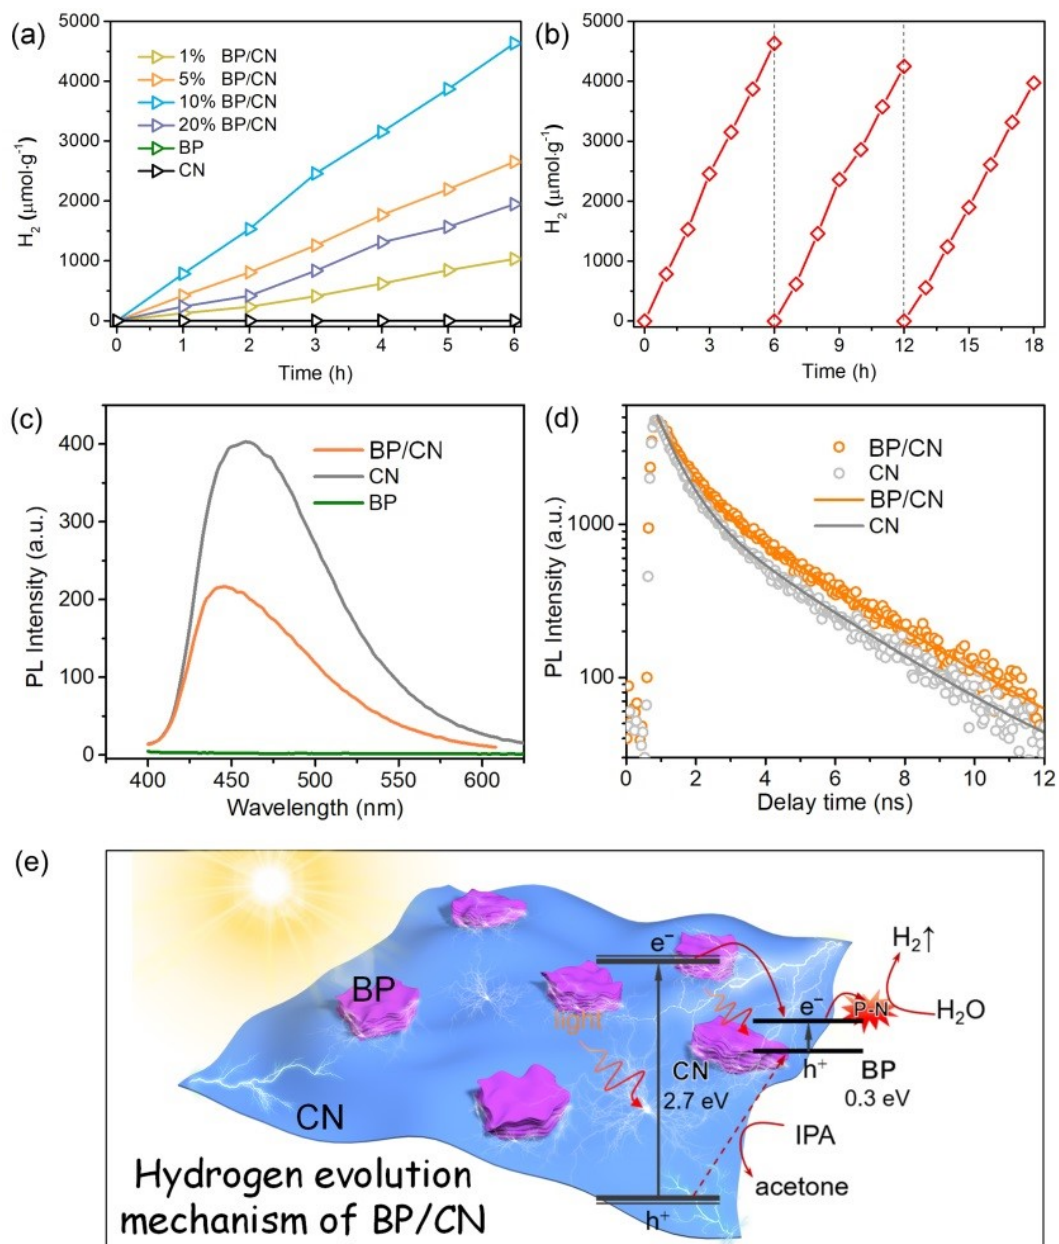 (a)
5000
4000
3000
2000
1000
0
H₂ (μmol·g⁻¹)
1% BP/CN
5% BP/CN
10% BP/CN
20% BP/CN
BP
CN
0 1 2 3 4 5 6
Time (h)
(b)
5000
4000
3000
2000
1000
0
H₂ (μmol·g⁻¹)
0 3 6 9 12 15 18
Time (h)
(c)
400
300
200
100
0
PL Intensity (a.u.)
BP/CN
CN
BP
400 450 500 550 600
Wavelength (nm)
(d)
1000
100
PL Intensity (a.u.)
BP/CN
CN
BP/CN
CN
0 2 4 6 8 10 12
Delay time (ns)
(e)
BP
light
CN
e⁻
CN
2.7 eV
h⁺
e⁻
h⁺
P-N
BP
0.3 eV
H₂↑
H₂O
IPA
acetone
Hydrogen evolution
mechanism of BP/CN